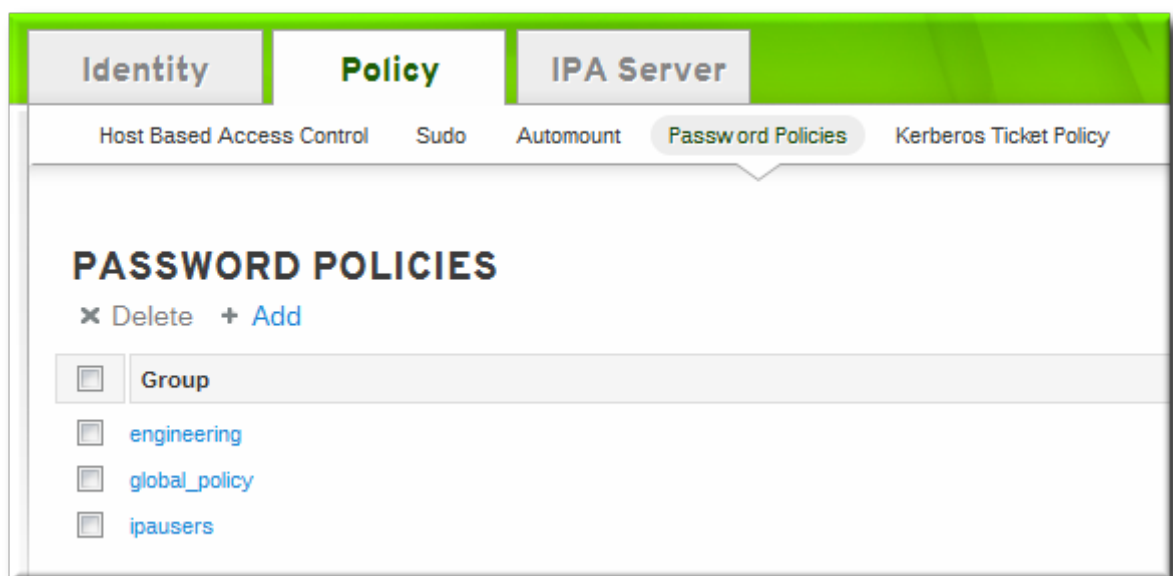 Identity Policy IPA Server
Host Based Access Control Sudo Automount Password Policies Kerberos Ticket Policy
PASSWORD POLICIES
Delete Add
Group
engineering
global_policy
ipausers